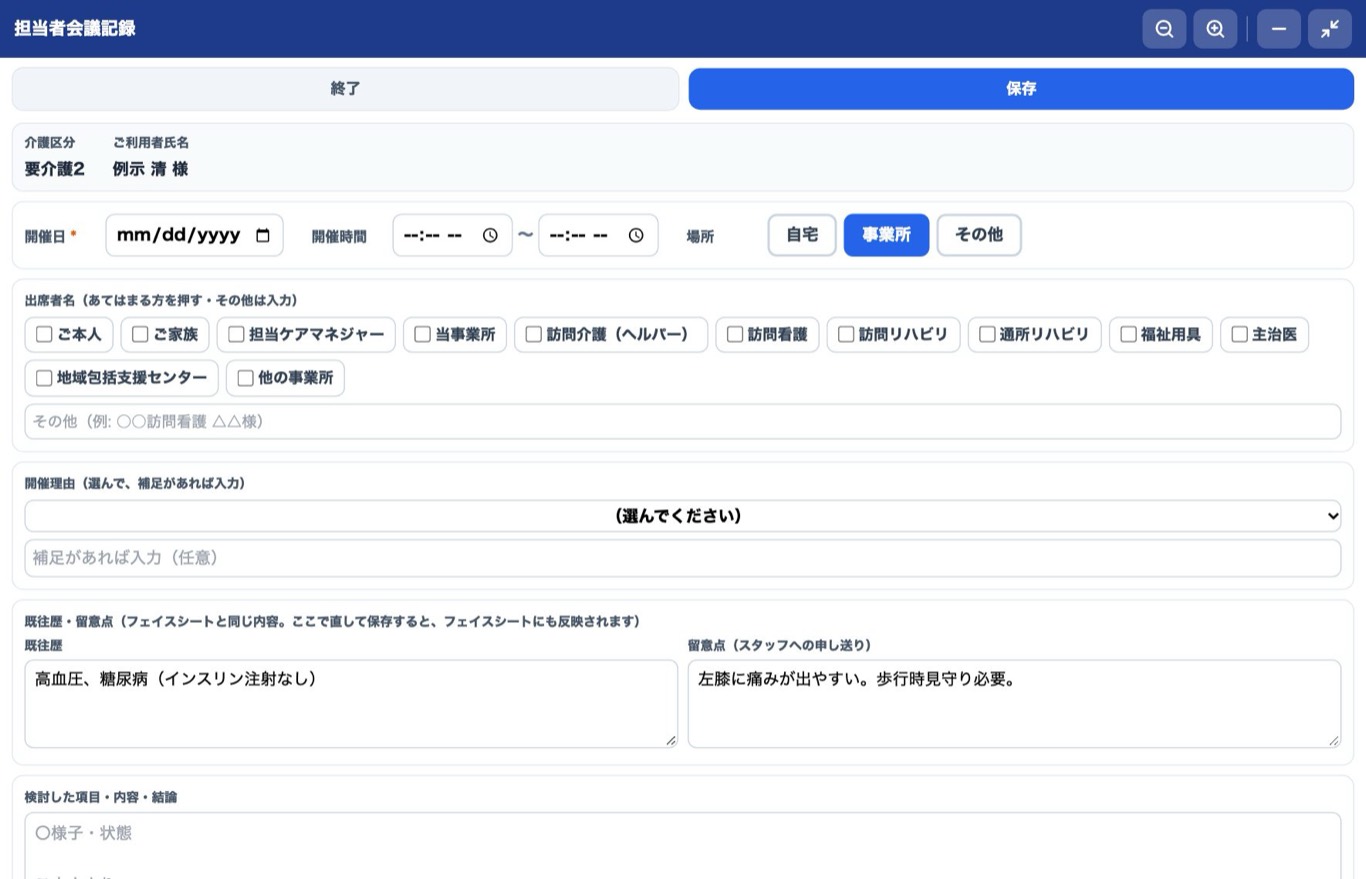 担当者会議記録
終了
保存
介護区分 ご利用者氏名
要介護2 例示 清 様
開催日 * mm/dd/yyyy 開催時間 --:-- -- 〜 --:-- -- 場所 自宅 事業所 その他
出席者名（あてはまる方を押す・その他は入力）
ご本人 ご家族 担当ケアマネジャー 当事業所 訪問介護（ヘルパー） 訪問看護 訪問リハビリ 通所リハビリ 福祉用具 主治医
地域包括支援センター 他の事業所
その他（例: 〇〇訪問看護 △△様）
開催理由（選んで、補足があれば入力）
（選んでください）
補足があれば入力（任意）
既往歴・留意点（フェイスシートと同じ内容。ここで直して保存すると、フェイスシートにも反映されます）
既往歴 留意点（スタッフへの申し送り）
高血圧、糖尿病（インスリン注射なし） 左膝に痛みが出やすい。歩行時見守り必要。
検討した項目・内容・結論
〇様子・状態